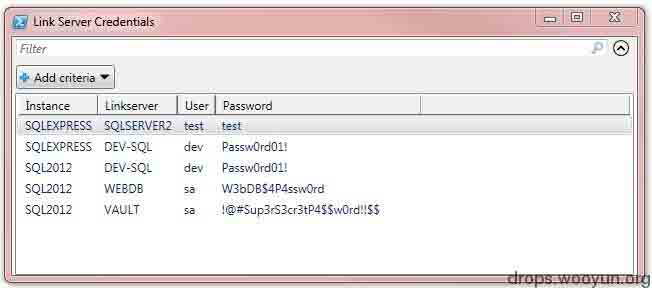 Link Server Credentials
Filter
Add criteria
Instance Linkserver User Password
SQLEXPRESS SQLSERVER2 test test
SQLEXPRESS DEV-SQL dev Passw0rd01!
SQL2012 DEV-SQL dev Passw0rd01!
SQL2012 WEBDB sa W3bDB$4P4ssw0rd
SQL2012 VAULT sa !@#Sup3rS3cr3tP4$$w0rd!!$$
drops.wooyun.org